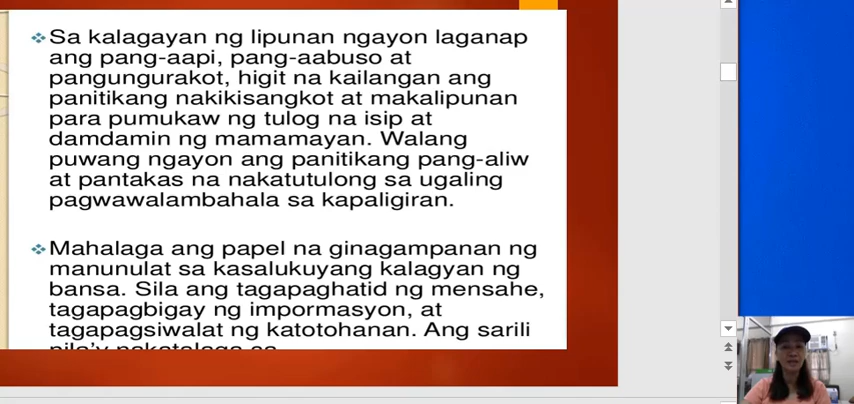 Sa kalagayan ng lipunan ngayon laganap
ang pang-aapi, pang-aabuso at
pangungurakot, higit na kailangan ang
panitikang nakikisangkot at makalipunan
para pumukaw ng tulog na isip at
damdamin ng mamamayan. Walang
puwang ngayon ang panitikang pang-aliw
at pantakas na nakatutulong sa ugaling
pagwawalambahala sa kapaligiran.
Mahalaga ang papel na ginagampanan ng
manunulat sa kasalukuyang kalagyan ng
bansa. Sila ang tagapaghatid ng mensahe,
tagapagbigay ng impormasyon, at
tagapagsiwalat ng katotohanan. Ang sarili